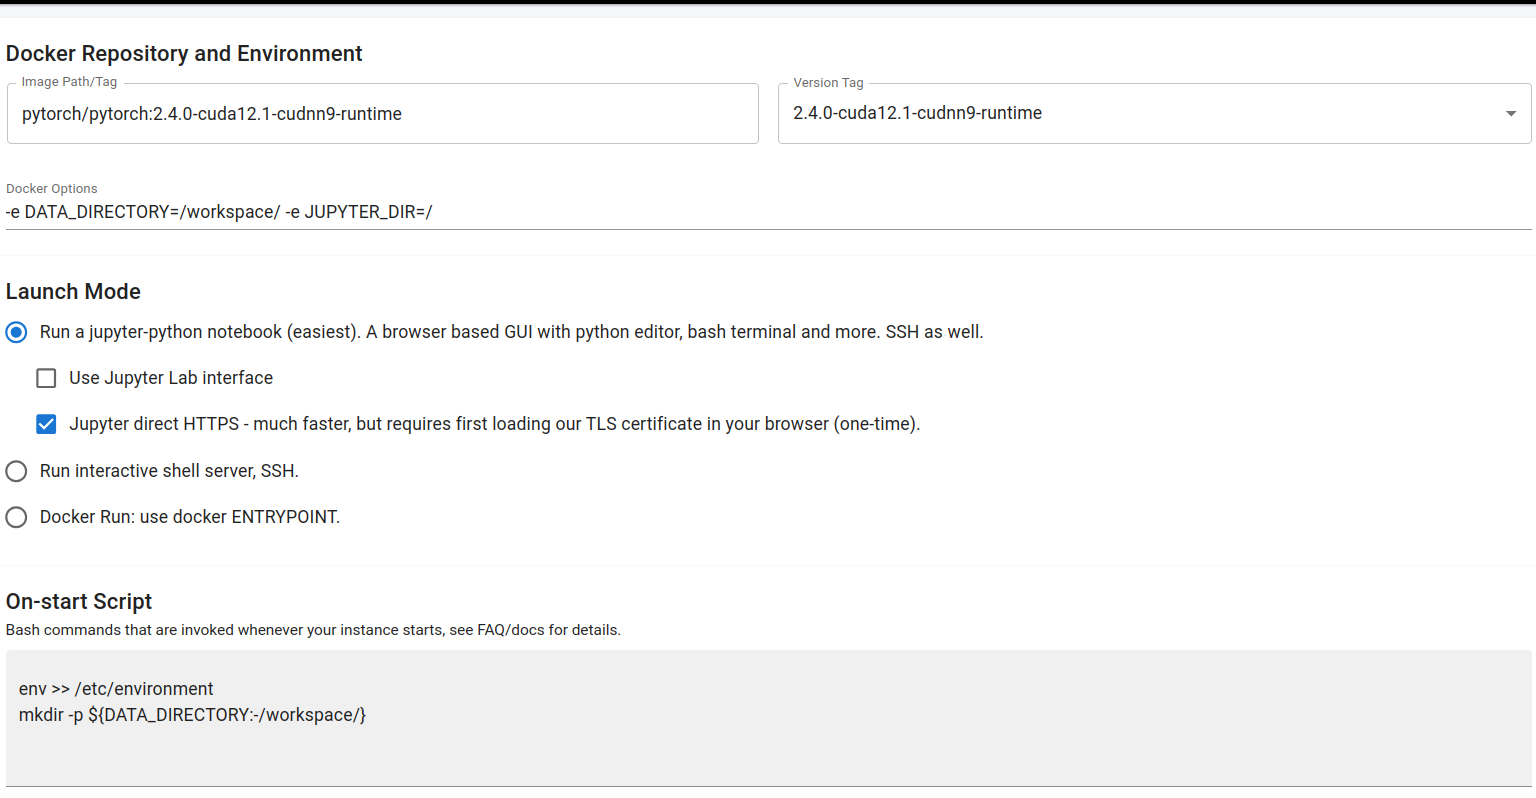 Docker Repository and Environment
Image Path/Tag
pytorch/pytorch:2.4.0-cuda12.1-cudnn9-runtime
Version Tag
2.4.0-cuda12.1-cudnn9-runtime
Docker Options
-e DATA_DIRECTORY=/workspace/ -e JUPYTER_DIR=/
Launch Mode
Run a jupyter-python notebook (easiest). A browser based GUI with python editor, bash terminal and more. SSH as well.
Use Jupyter Lab interface
Jupyter direct HTTPS - much faster, but requires first loading our TLS certificate in your browser (one-time).
Run interactive shell server, SSH.
Docker Run: use docker ENTRYPOINT.
On-start Script
Bash commands that are invoked whenever your instance starts, see FAQ/docs for details.
env >> /etc/environment
mkdir -p ${DATA_DIRECTORY:-/workspace/}